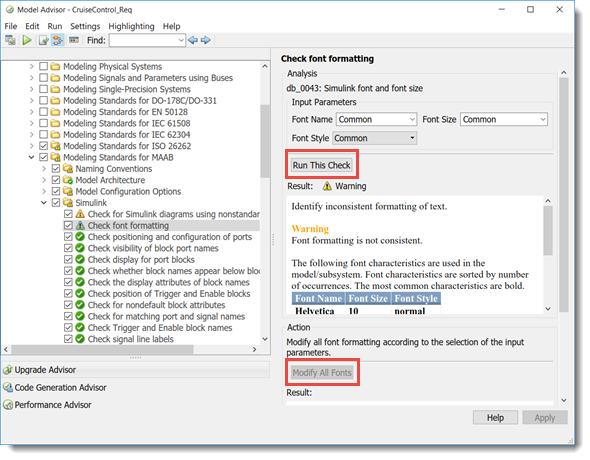 Model Advisor - CruiseControl_Req
File Edit Run Settings Highlighting Help
Find:
Modeling Physical Systems
Modeling Signals and Parameters using Buses
Modeling Single-Precision Systems
Modeling Standards for DO-178C/DO-331
Modeling Standards for EN 50128
Modeling Standards for IEC 61508
Modeling Standards for IEC 62304
Modeling Standards for ISO 26262
Modeling Standards for MAAB
Naming Conventions
Model Architecture
Model Configuration Options
Simulink
Check for Simulink diagrams using nonstandar
Check font formatting
Check positioning and configuration of ports
Check visibility of block port names
Check display for port blocks
Check whether block names appear below bloc
Check the display attributes of block names
Check position of Trigger and Enable blocks
Check for nondefault block attributes
Check for matching port and signal names
Check Trigger and Enable block names
Check signal line labels
Upgrade Advisor
Code Generation Advisor
Performance Advisor
Check font formatting
Analysis
db_0043: Simulink font and font size
Input Parameters
Font Name Common Font Size Common
Font Style Common
Run This Check
Result: Warning
Identify inconsistent formatting of text.
Warning
Font formatting is not consistent.
The following font characteristics are used in the
model/subsystem. Font characteristics are sorted by number
of occurrences. The most common characteristics are bold.
Font Name Font Size Font Style
Helvetica 10 normal
Action
Modify all font formatting according to the selection of the input
parameters.
Modify All Fonts
Result:
Help Apply